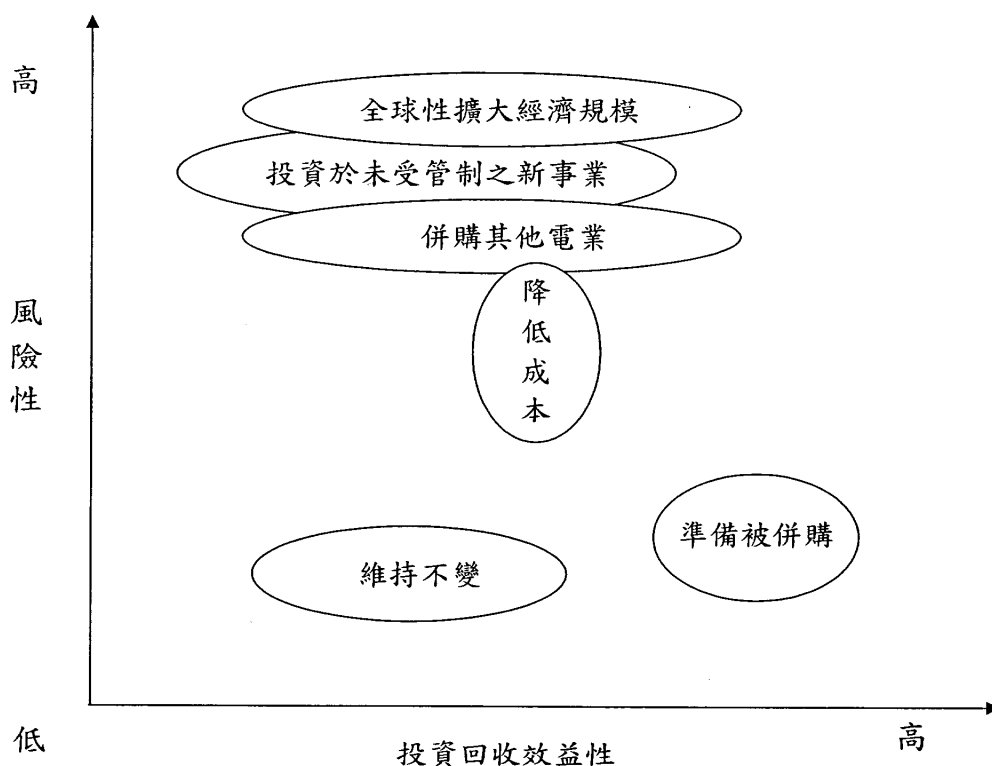 高
全球性擴大經濟規模
投資於未受管制之新事業
併購其他電業
降低成本
風險性
準備被併購
維持不變
低
投資回收效益性
高